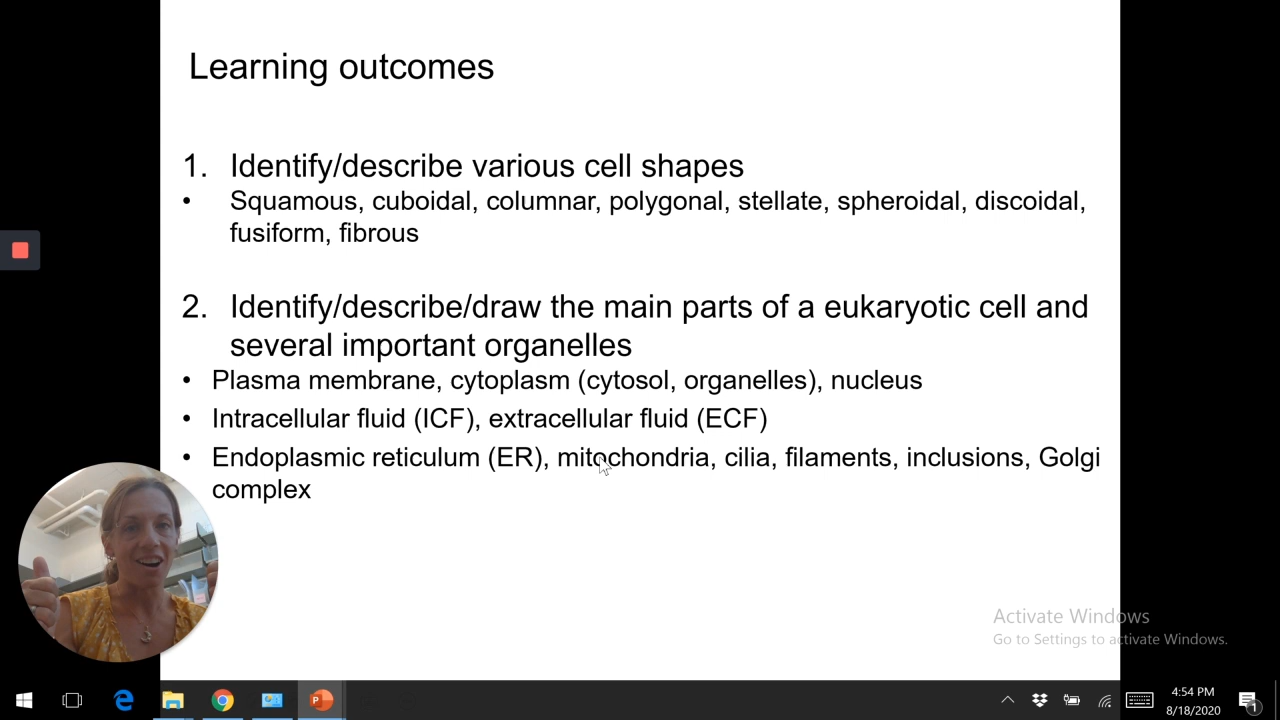 Learning outcomes
1. Identify/describe various cell shapes
• Squamous, cuboidal, columnar, polygonal, stellate, spheroidal, discoidal,
fusiform, fibrous
2. Identify/describe/draw the main parts of a eukaryotic cell and
several important organelles
• Plasma membrane, cytoplasm (cytosol, organelles), nucleus
• Intracellular fluid (ICF), extracellular fluid (ECF)
• Endoplasmic reticulum (ER), mitochondria, cilia, filaments, inclusions, Golgi
complex
Activate Windows
Go to Settings to activate Windows.
4:54 PM
8/18/2020
1